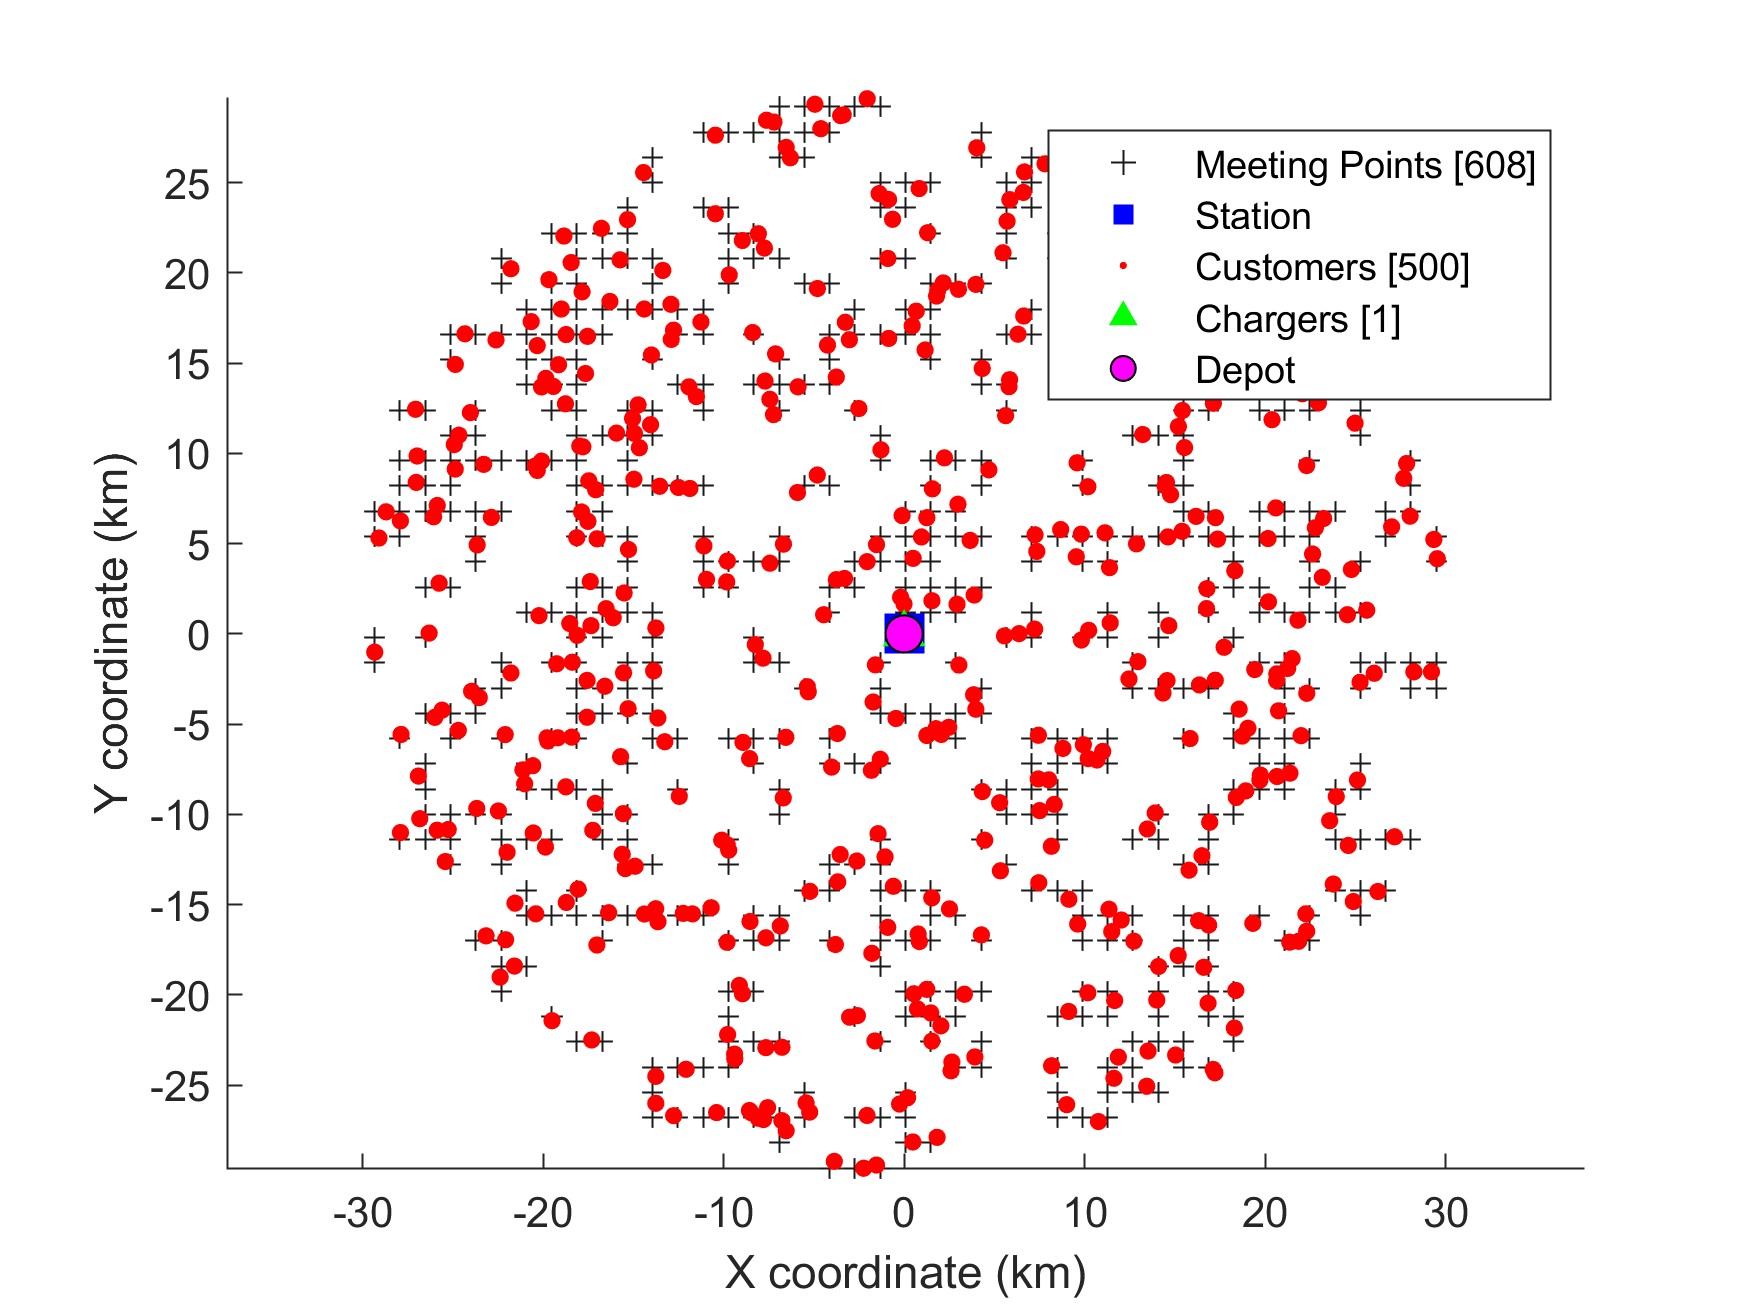 Meeting Points [608]
Station
Customers [500]
Chargers [1]
Depot
25
20
15
10
5
0
-5
-10
-15
-20
-25
Y coordinate (km)
-30 -20 -10 0 10 20 30
X coordinate (km)